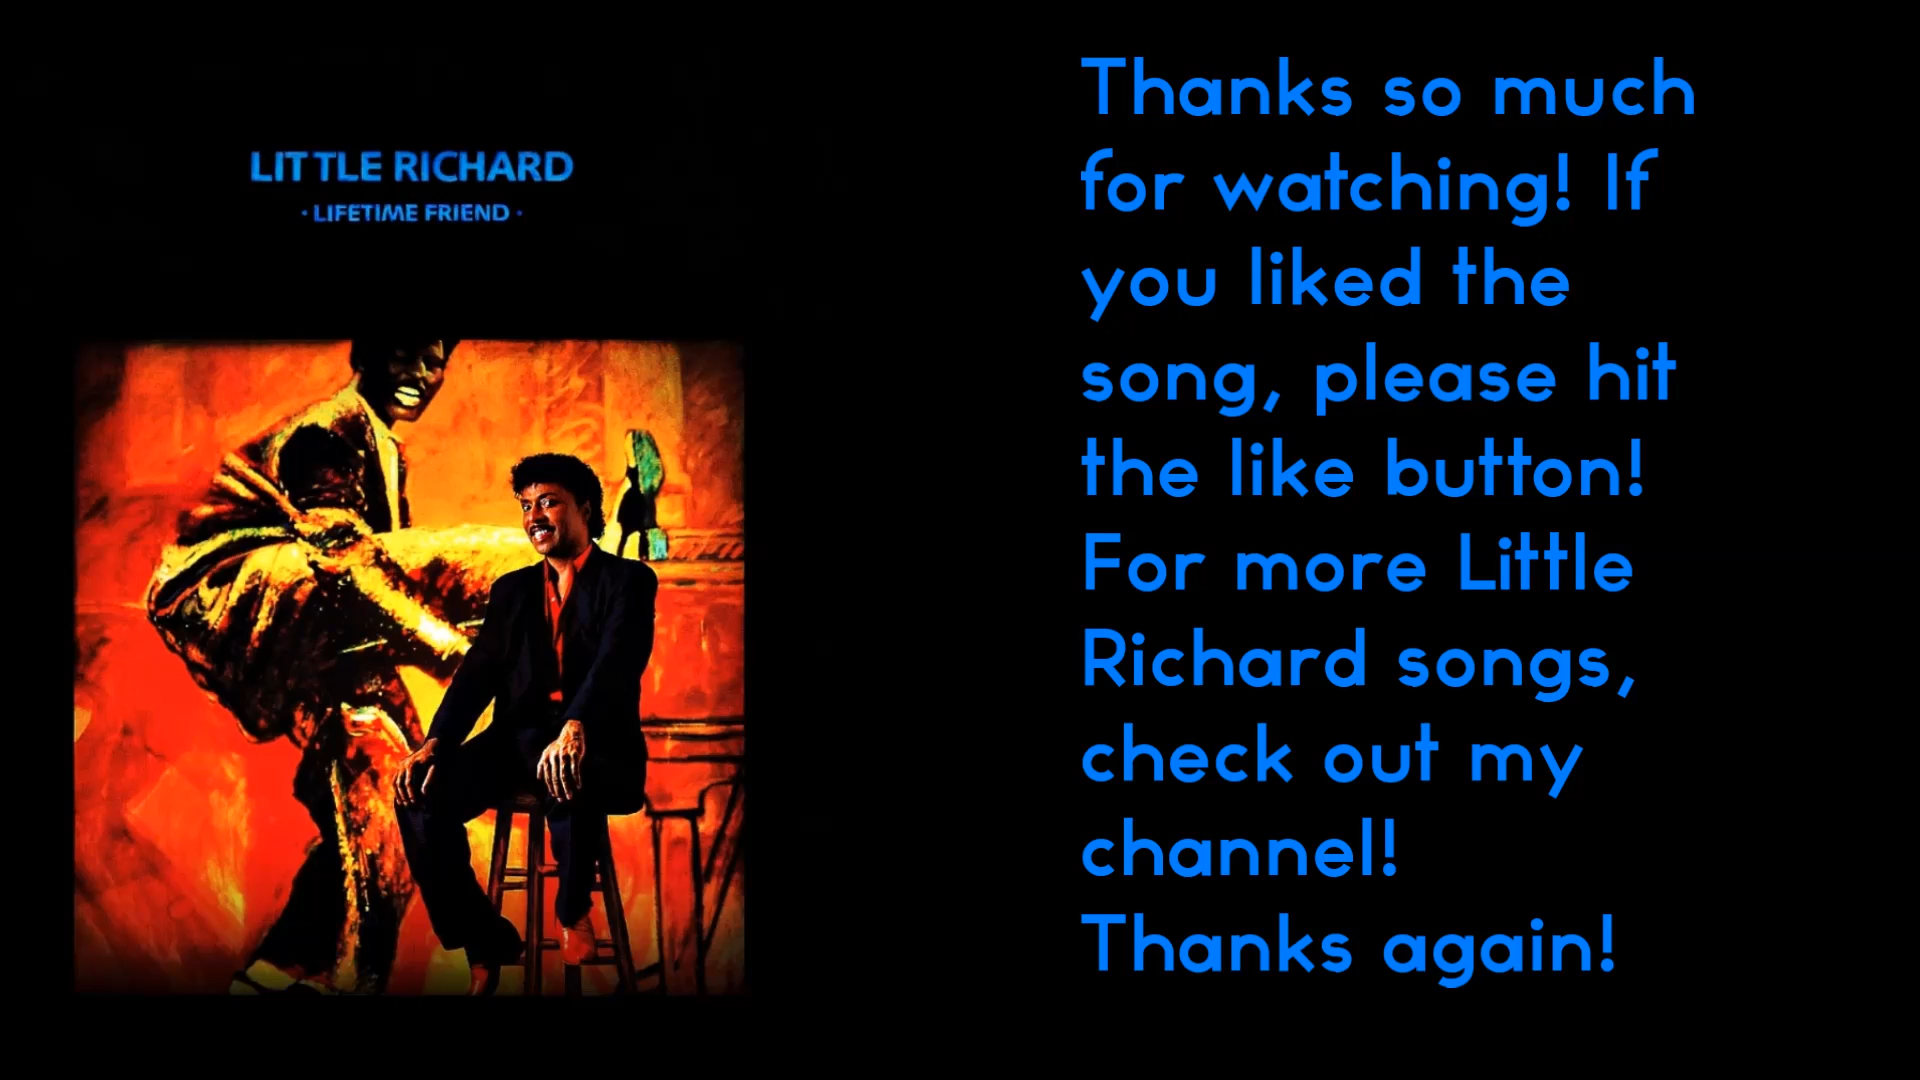 LITTLE RICHARD
· LIFETIME FRIEND ·
Thanks so much
for watching! If
you liked the
song, please hit
the like button!
For more Little
Richard songs,
check out my
channel!
Thanks again!